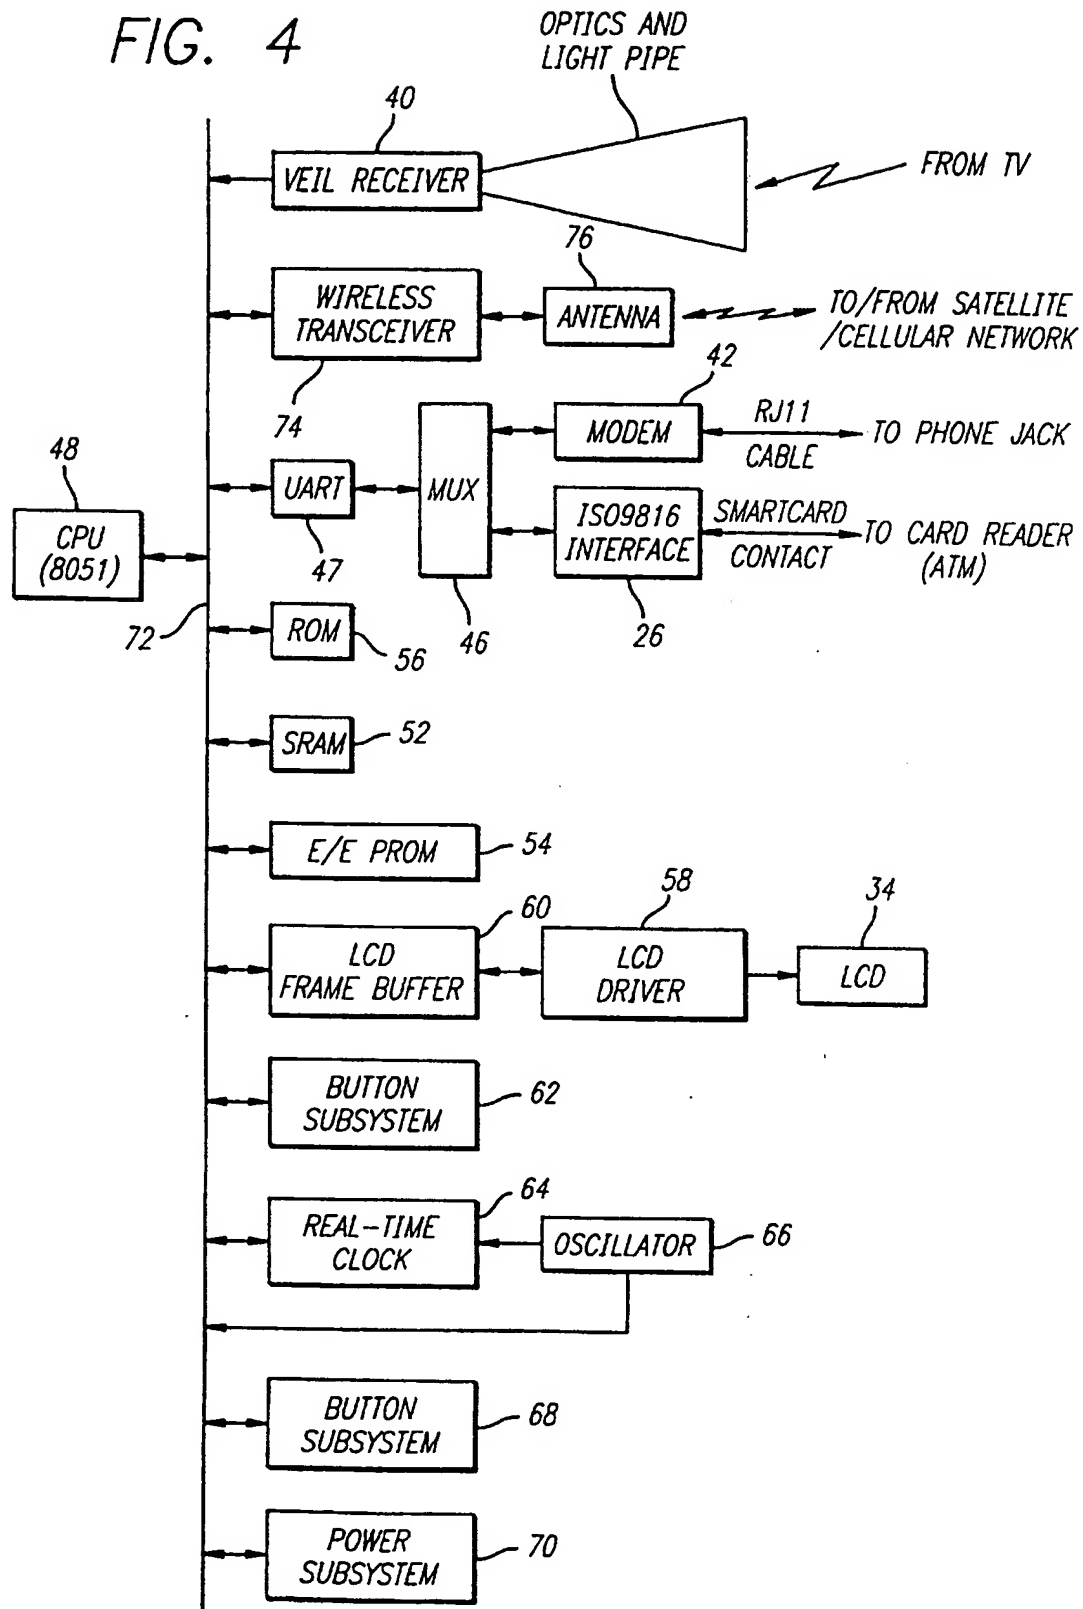 FIG. 4
OPTICS AND
LIGHT PIPE
40
VEIL RECEIVER
FROM TV
76
WIRELESS
TRANSCEIVER
ANTENNA
TO/FROM SATELLITE
/CELLULAR NETWORK
74
42
MODEM
RJ11
CABLE
TO PHONE JACK
48
CPU
(8051)
UART
47
MUX
46
ISO9816
INTERFACE
26
SMARTCARD
CONTACT
TO CARD READER
(ATM)
72
ROM
56
SRAM
52
E/E PROM
54
60
LCD
FRAME BUFFER
58
LCD
DRIVER
34
LCD
BUTTON
SUBSYSTEM
62
64
REAL-TIME
CLOCK
OSCILLATOR
66
BUTTON
SUBSYSTEM
68
POWER
SUBSYSTEM
70